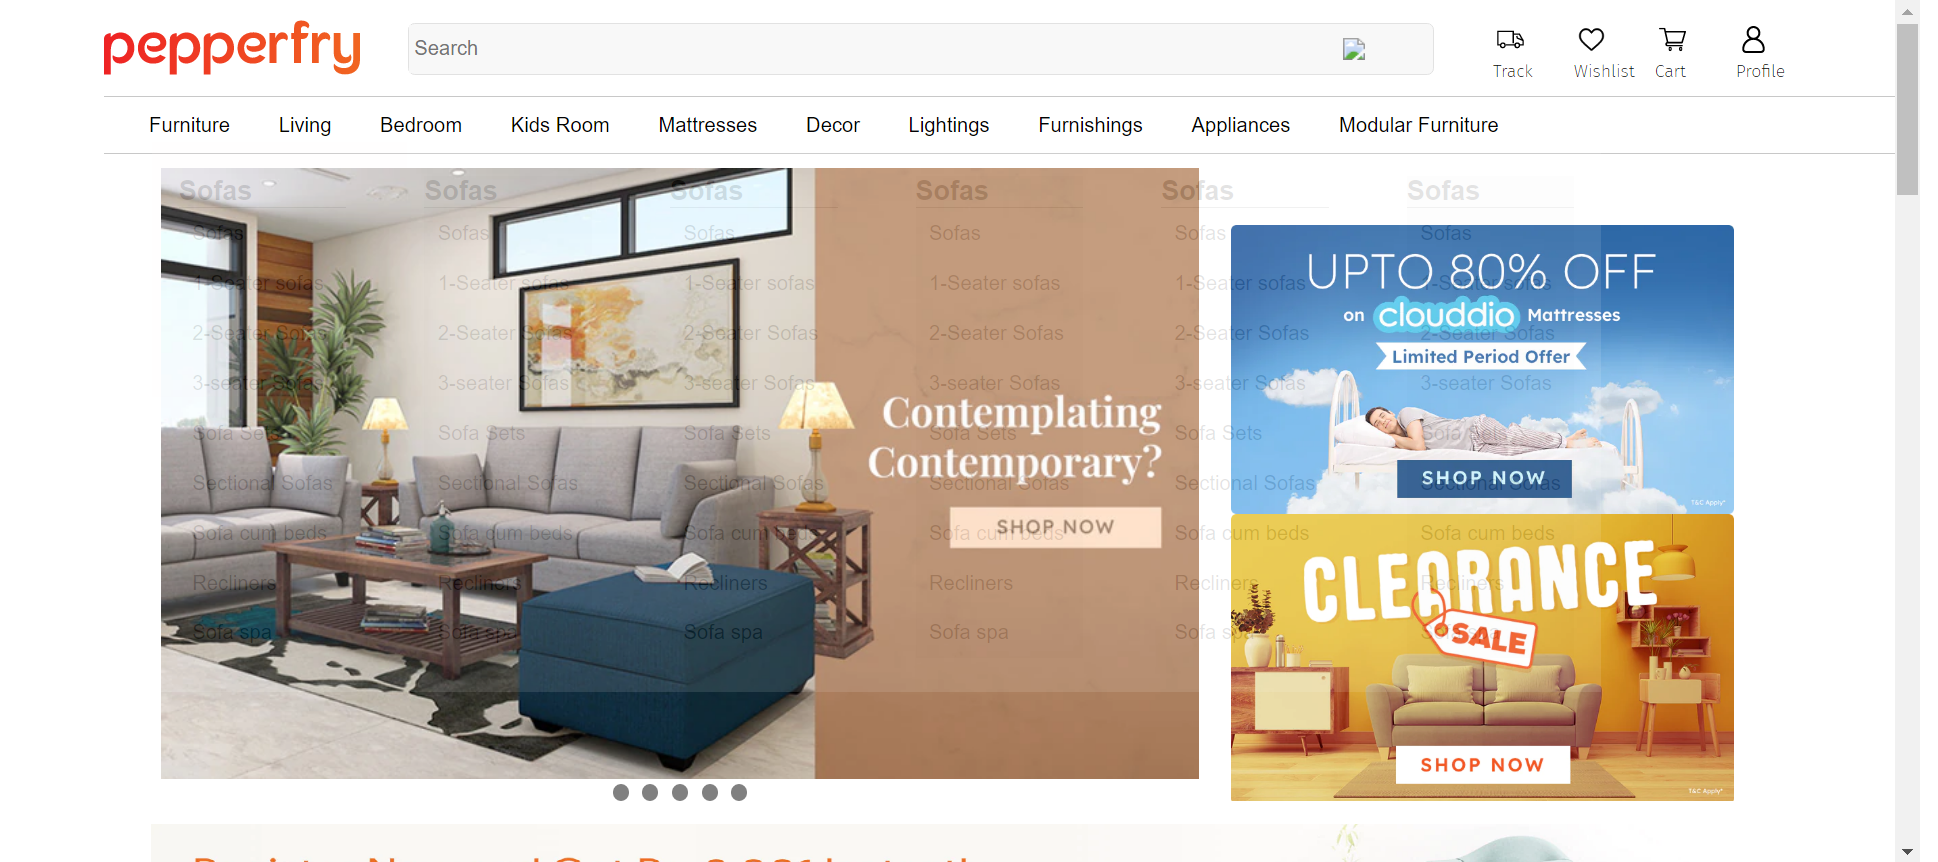 pepperfry
Search
Track Wishlist Cart Profile
Furniture Living Bedroom Kids Room Mattresses Decor Lightings Furnishings Appliances Modular Furniture
Sofas Sofas Sofas Sofas Sofas Sofas
Sofas Sofas Sofas Sofas Sofas Sofas
1-Seater sofas 1-Seater sofas 1-Seater sofas 1-Seater sofas 1-Seater sofas 1-Seater sofas
2-Seater Sofas 2-Seater Sofas 2-Seater Sofas 2-Seater Sofas 2-Seater Sofas 2-Seater Sofas
3-seater Sofas 3-seater Sofas 3-seater Sofas 3-seater Sofas 3-seater Sofas 3-seater Sofas
Sofa Sets Sofa Sets Sofa Sets Sofa Sets Sofa Sets Sofa Sets
Sectional Sofas Sectional Sofas Sectional Sofas Sectional Sofas Sectional Sofas Sectional Sofas
Sofa cum beds Sofa cum beds Sofa cum beds Sofa cum beds Sofa cum beds Sofa cum beds
Recliners Recliners Recliners Recliners Recliners Recliners
Sofa spa Sofa spa Sofa spa Sofa spa Sofa spa
Contemplating
Contemporary?
SHOP NOW
UPTO 80% OFF
on clouddio Mattresses
Limited Period Offer
SHOP NOW
T&C Apply*
CLEARANCE
SALE
SHOP NOW
T&C Apply*